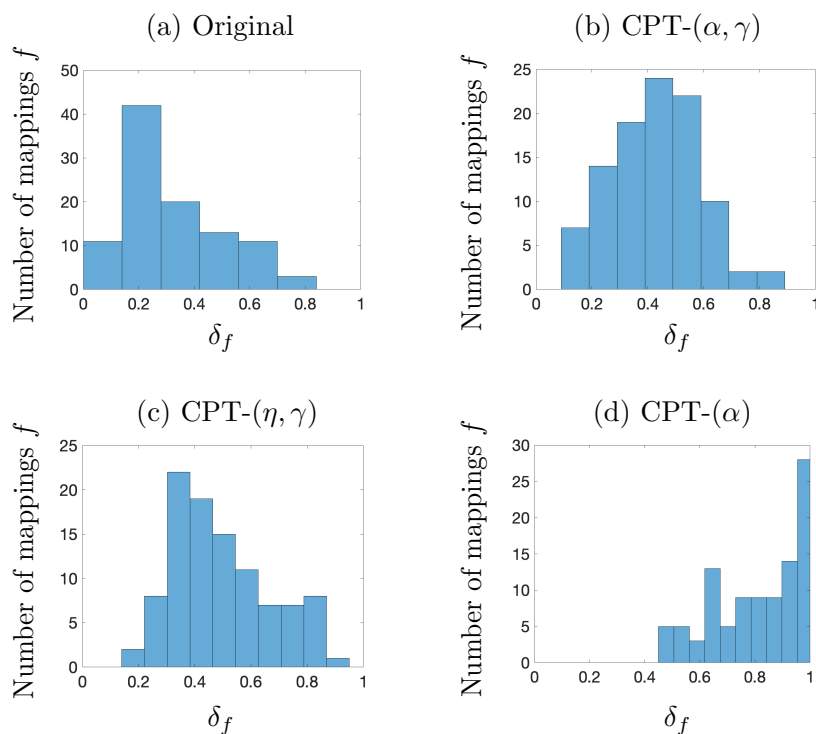 (a) Original
Number of mappings f
50
40
30
20
10
0
0 0.2 0.4 0.6 0.8 1
δ_f
(b) CPT-(α, γ)
Number of mappings f
25
20
15
10
5
0
0 0.2 0.4 0.6 0.8 1
δ_f
(c) CPT-(η, γ)
Number of mappings f
25
20
15
10
5
0
0 0.2 0.4 0.6 0.8 1
δ_f
(d) CPT-(α)
Number of mappings f
30
25
20
15
10
5
0
0 0.2 0.4 0.6 0.8 1
δ_f